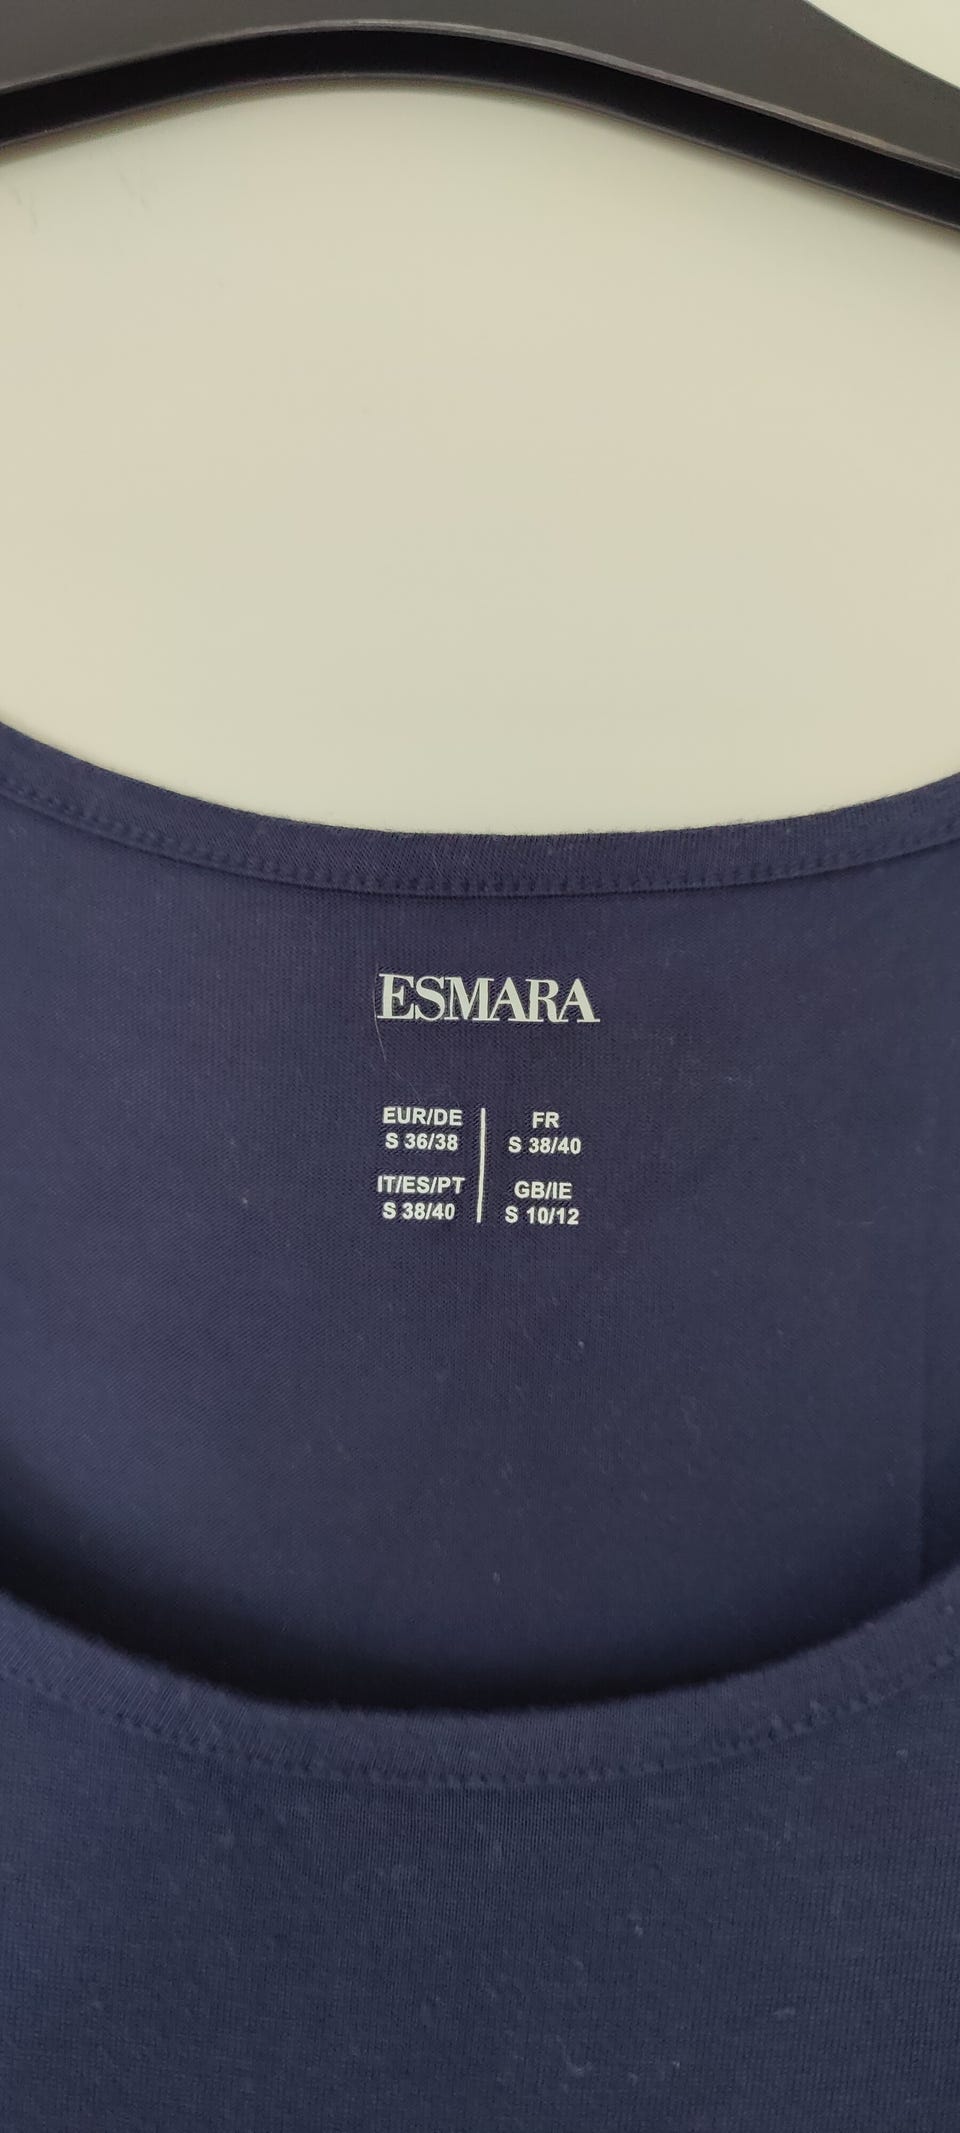 ESMARA
EUR/DE
S 36/38
FR
S 38/40
IT/ES/PT
S 38/40
GB/IE
S 10/12